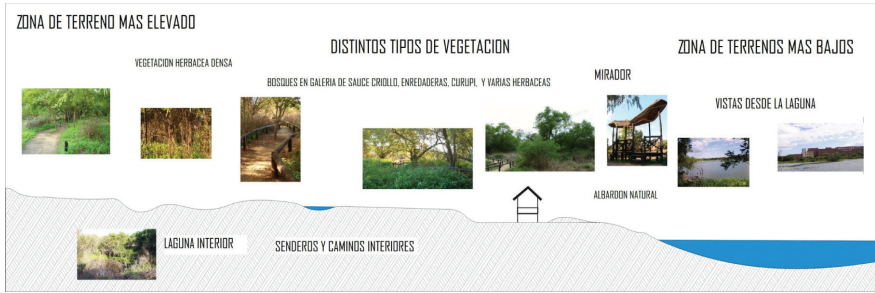 ZONA DE TERRENO MAS ELEVADO
DISTINTOS TIPOS DE VEGETACION
ZONA DE TERRENOS MAS BAJOS
VEGETACION HERBACEA DENSA
BOSQUES EN GALERIA DE SAUCE CRIOLLO, ENREDADERAS, CURUPI, Y VARIAS HERBACEAS
MIRADOR
VISTAS DESDE LA LAGUNA
ALBARDON NATURAL
LAGUNA INTERIOR
SENDEROS Y CAMINOS INTERIORES